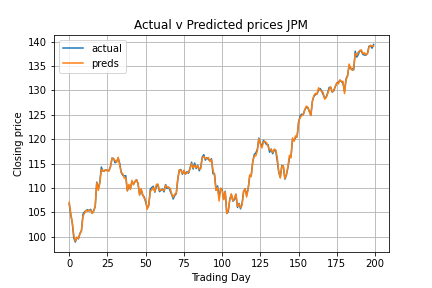 Actual v Predicted prices JPM
actual
preds
Closing price
140
135
130
125
120
115
110
105
100
0 25 50 75 100 125 150 175 200
Trading Day